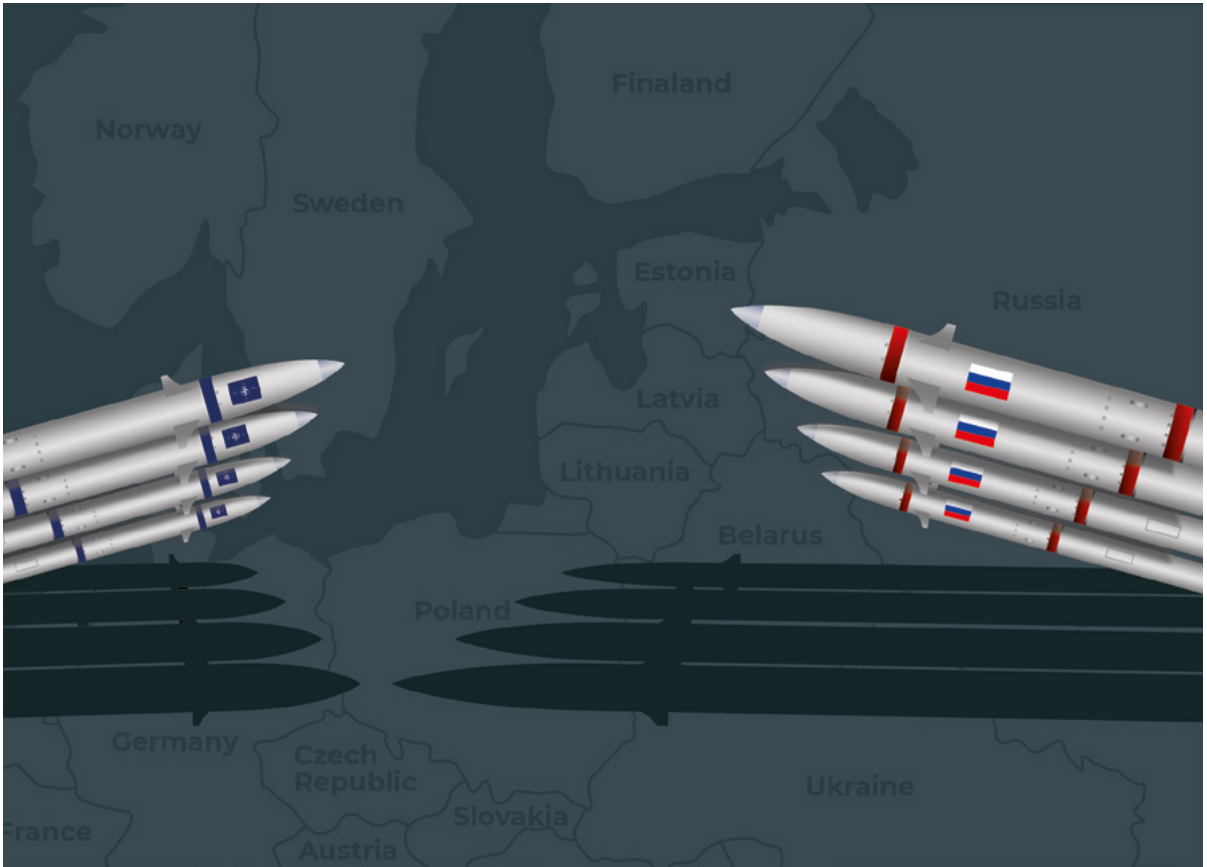 Finaland
Norway
Sweden
Estonia
Russia
Latvia
Lithuania
Belarus
Poland
Germany
Czech
Republic
Ukraine
Slovakia
France
Austria